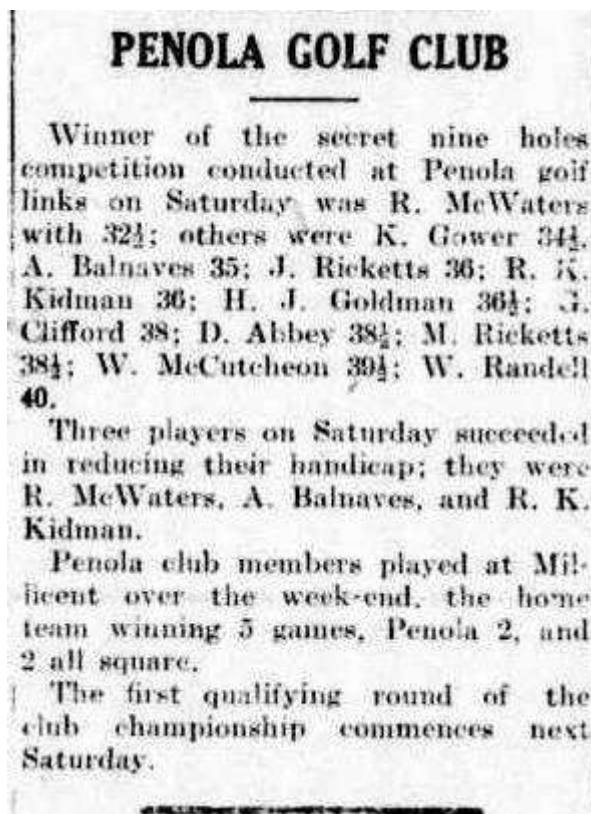 PENOLA GOLF CLUB
Winner of the secret nine holes
competition conducted at Penola golf
links on Saturday was R. McWaters
with 32½; others were K. Gower 34½,
A. Balnaves 35; J. Ricketts 36; R. K.
Kidman 36; H. J. Goldman 36½;
Clifford 38; D. Abbey 38½; M. Ricketts
38½; W. McCutcheon 39½; W. Randell
40.
Three players on Saturday succeeded
in reducing their handicap; they were
R. McWaters, A. Balnaves, and R. K.
Kidman.
Penola club members played at Mil-
licent over the week-end, the home
team winning 5 games, Penola 2, and
2 all square.
The first qualifying round of the
club championship commences next
Saturday.